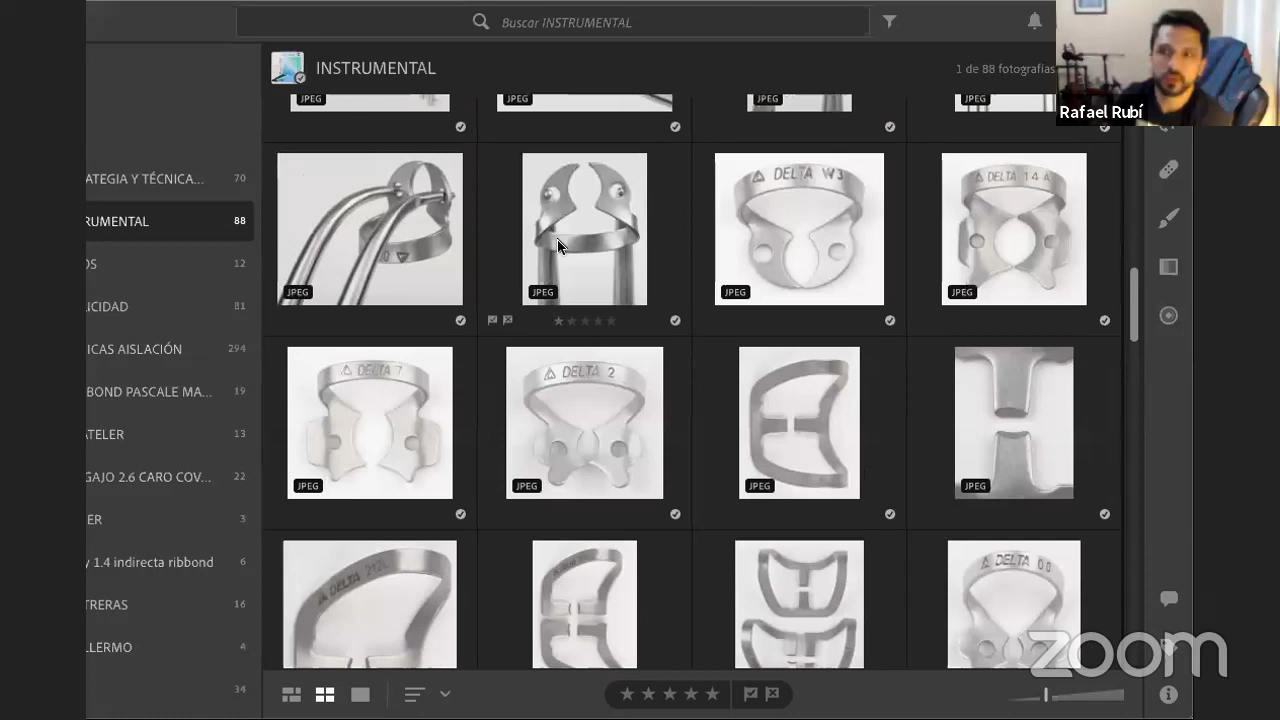 Buscar INSTRUMENTAL
INSTRUMENTAL
1 de 88 fotografías
Rafael Rubí
JPEG
JPEG
JPEG
JPEG
ATEGIA Y TÉCNICA... 70
RUMENTAL 88
OS 12
LICIDAD 81
ICAS AISLACIÓN 294
BOND PASCALE MA... 19
ATELER 13
GAJO 2.6 CARO COV... 22
ER 3
y 1.4 indirecta ribbond 6
TRERAS 16
LLERMO 4
34
JPEG
JPEG
DELTA W3
JPEG
DELTA 14 A
JPEG
DELTA 7
JPEG
DELTA 2
JPEG
JPEG
JPEG
DELTA 212L
DELTA 00
zoom